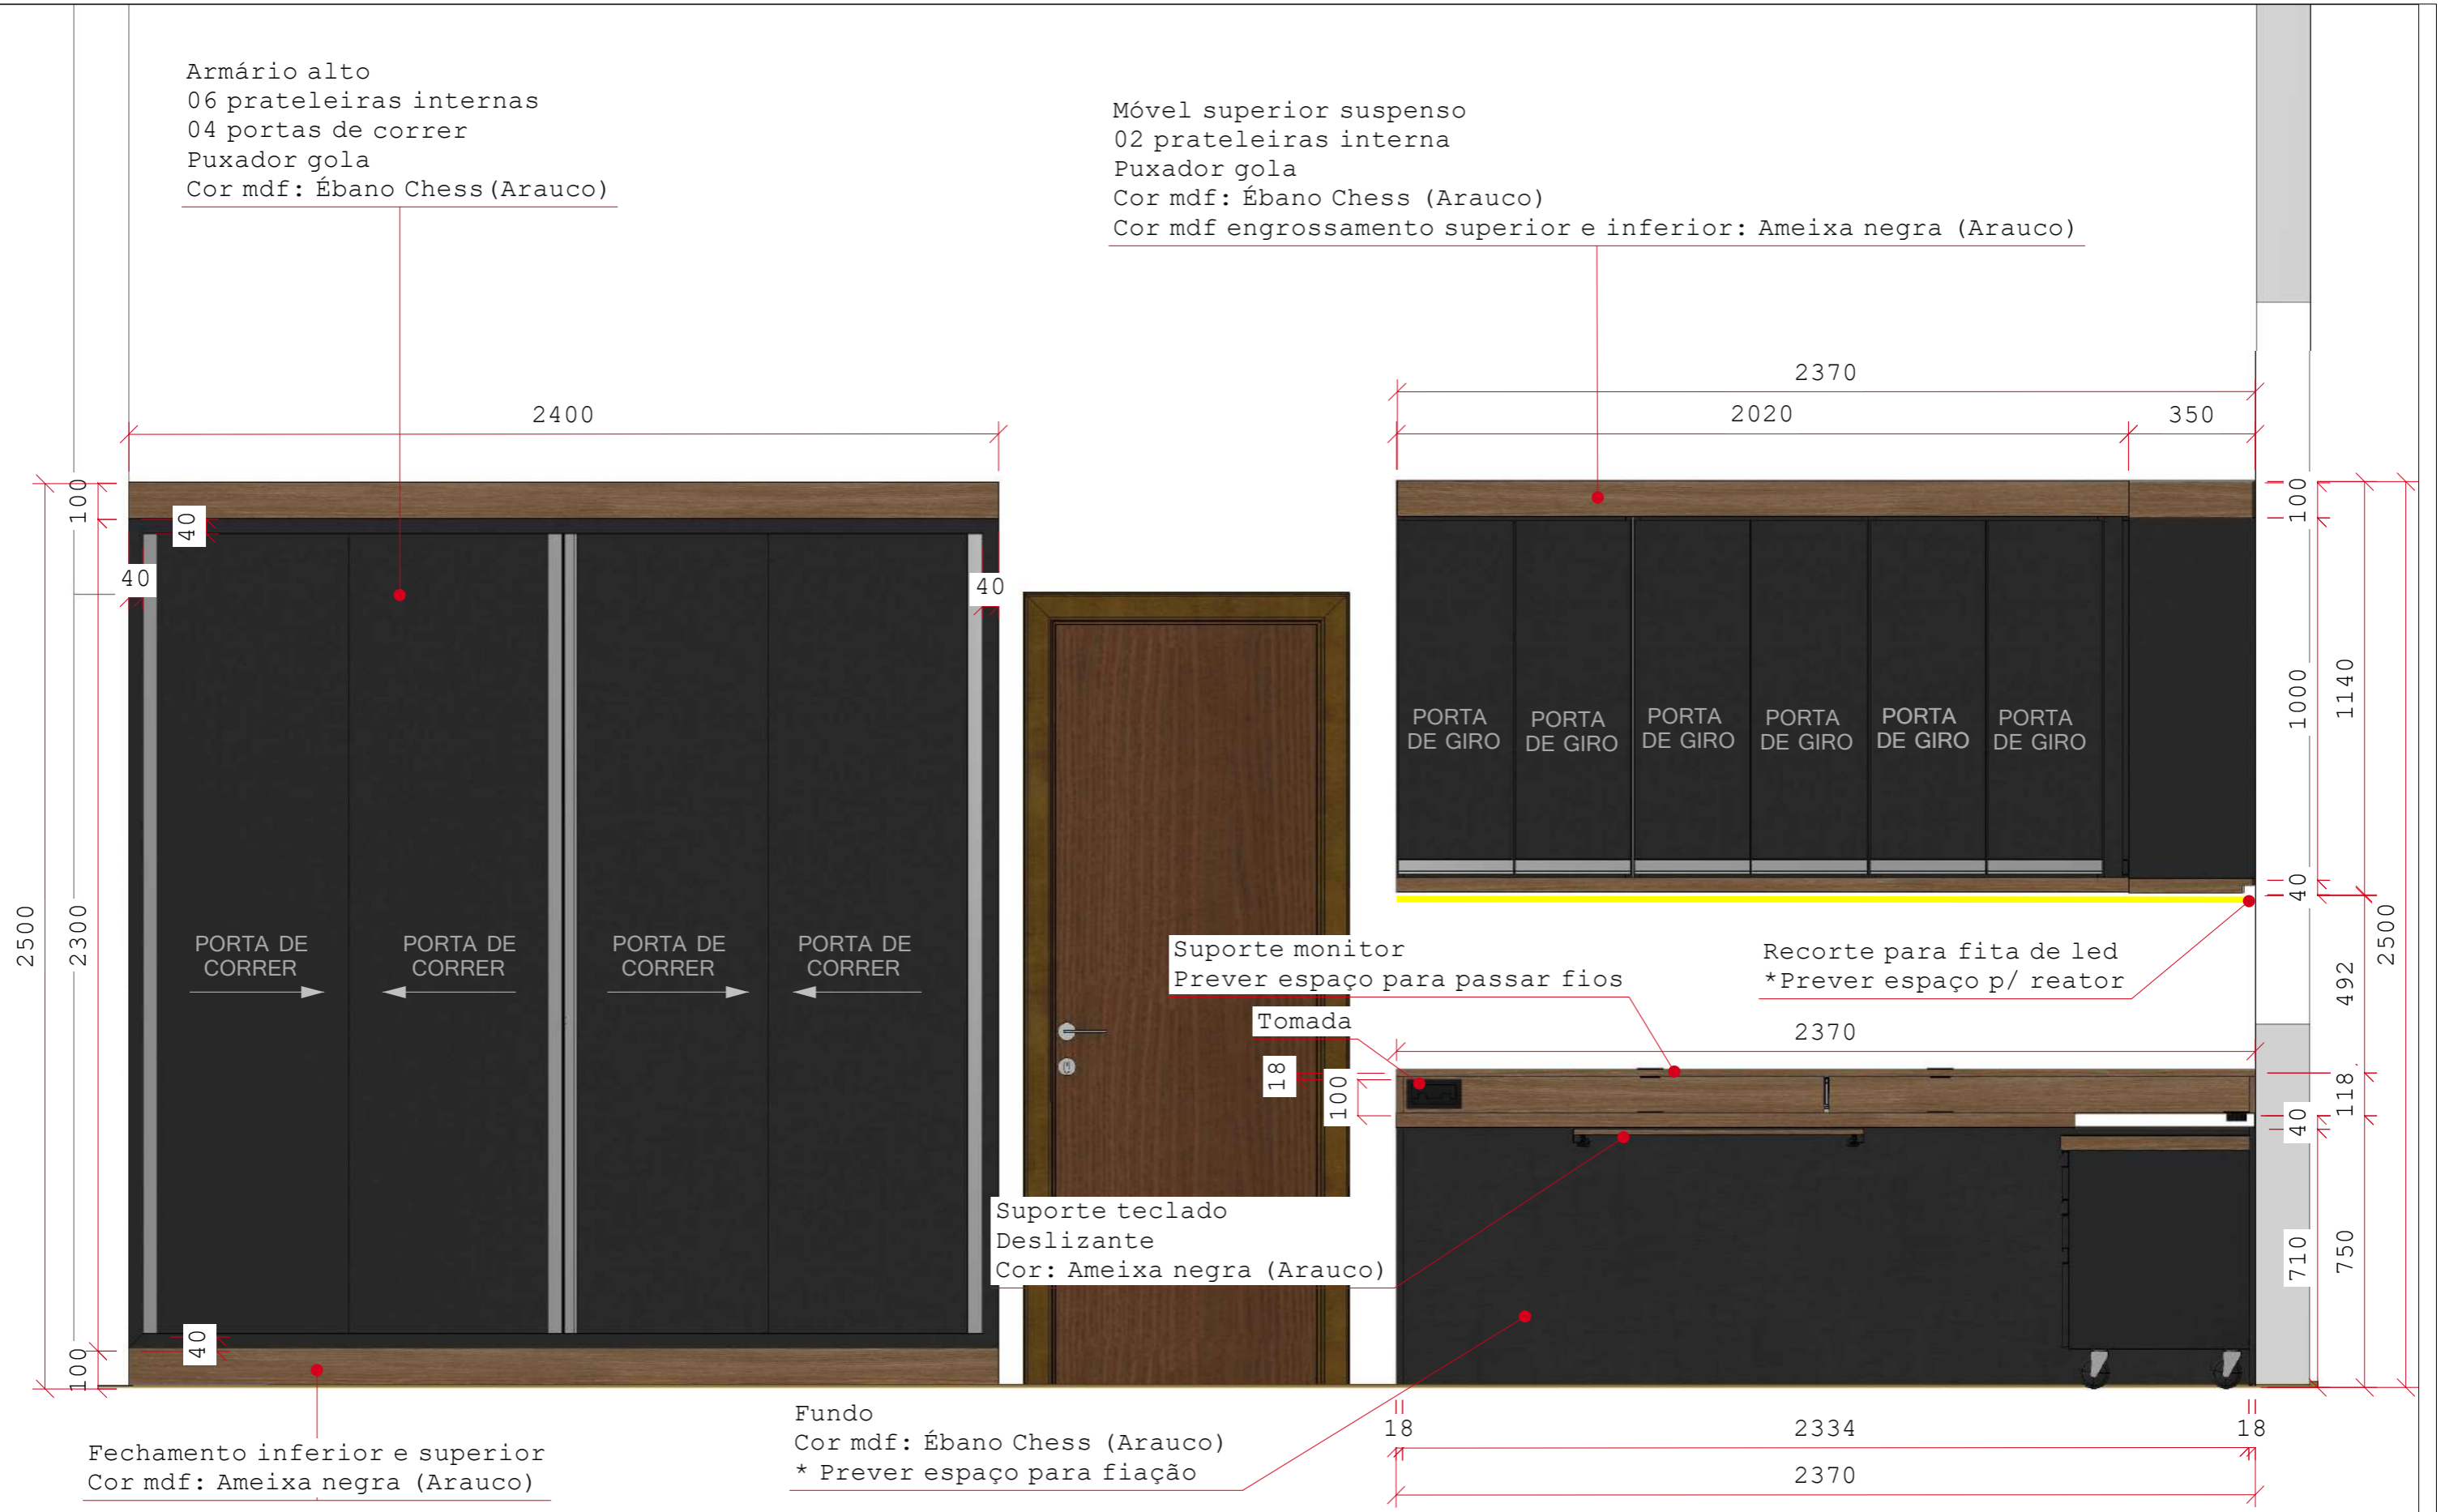 Armário alto
06 prateleiras internas
04 portas de correr
Puxador gola
Cor mdf: Ébano Chess (Arauco)
Móvel superior suspenso
02 prateleiras interna
Puxador gola
Cor mdf: Ébano Chess (Arauco)
Cor mdf engrossamento superior e inferior: Ameixa negra (Arauco)
2370
2400
2020
350
100
40
40
40
100
1000
1140
40
2500
2300
2500
492
PORTA
DE GIRO
PORTA
DE GIRO
PORTA
DE GIRO
PORTA
DE GIRO
PORTA
DE GIRO
PORTA
DE GIRO
PORTA DE
CORRER
PORTA DE
CORRER
PORTA DE
CORRER
PORTA DE
CORRER
Suporte monitor
Prever espaço para passar fios
Recorte para fita de led
*Prever espaço p/ reator
Tomada
2370
18
100
118
40
710
750
Suporte teclado
Deslizante
Cor: Ameixa negra (Arauco)
40
100
Fundo
Cor mdf: Ébano Chess (Arauco)
* Prever espaço para fiação
18
2334
18
2370
Fechamento inferior e superior
Cor mdf: Ameixa negra (Arauco)